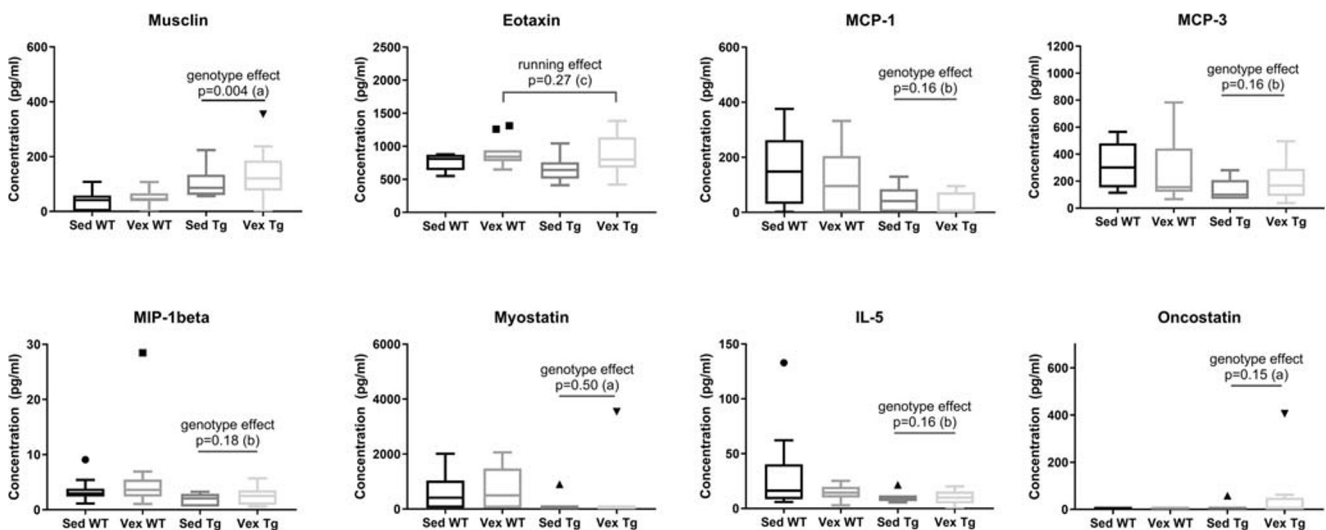 Musclin
Concentration (pg/ml)
600
400
200
0
genotype effect
p=0.004 (a)
Sed WT Vex WT Sed Tg Vex Tg
Eotaxin
Concentration (pg/ml)
2500
2000
1500
1000
500
0
running effect
p=0.27 (c)
Sed WT Vex WT Sed Tg Vex Tg
MCP-1
Concentration (pg/ml)
600
400
200
0
genotype effect
p=0.16 (b)
Sed WT Vex WT Sed Tg Vex Tg
MCP-3
Concentration (pg/ml)
1200
1000
800
600
400
200
0
genotype effect
p=0.16 (b)
Sed WT Vex WT Sed Tg Vex Tg
MIP-1beta
Concentration (pg/ml)
30
20
10
0
genotype effect
p=0.18 (b)
Sed WT Vex WT Sed Tg Vex Tg
Myostatin
Concentration (pg/ml)
6000
4000
2000
0
genotype effect
p=0.50 (a)
Sed WT Vex WT Sed Tg Vex Tg
IL-5
Concentration (pg/ml)
150
100
50
0
genotype effect
p=0.16 (b)
Sed WT Vex WT Sed Tg Vex Tg
Oncostatin
Concentration (pg/ml)
600
400
200
0
genotype effect
p=0.15 (a)
Sed WT Vex WT Sed Tg Vex Tg